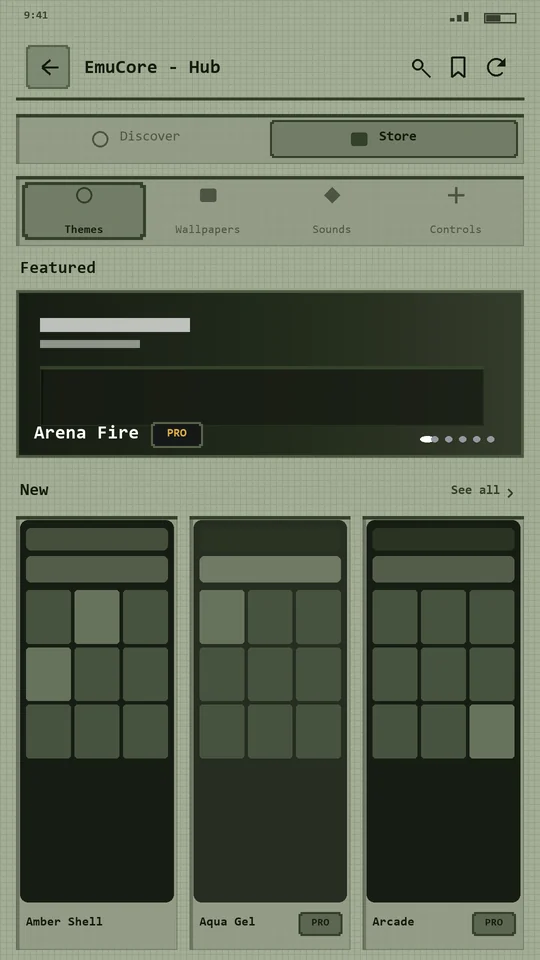 9:41
EmuCore - Hub
Discover
Store
Themes
Wallpapers
Sounds
Controls
Featured
Arena Fire
PRO
New
See all
Amber Shell
Aqua Gel
PRO
Arcade
PRO